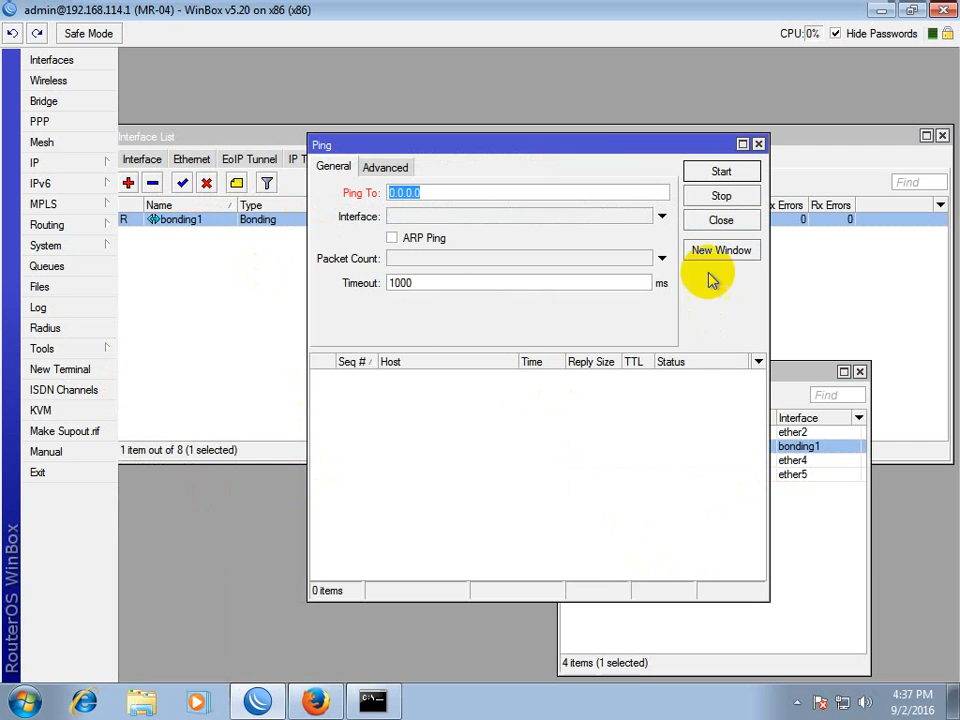 admin@192.168.114.1 (MR-04) - WinBox v5.20 on x86 (x86)
Safe Mode
CPU: 0%
Hide Passwords
Interfaces
Wireless
Bridge
PPP
Mesh
IP
IPv6
MPLS
Routing
System
Queues
Files
Log
Radius
Tools
New Terminal
ISDN Channels
KVM
Make Supout.rif
Manual
Exit
RouterOS WinBox
Interface List
Interface
Ethernet
EoIP Tunnel
IP T
Find
Name
Type
x Errors
Rx Errors
R
bonding1
Bonding
0
0
1 item out of 8 (1 selected)
Ping
General
Advanced
Ping To: 0.0.0.0
Interface:
ARP Ping
Packet Count:
Timeout: 1000 ms
Start
Stop
Close
New Window
Seq #
Host
Time
Reply Size
TTL
Status
0 items
Find
Interface
ether2
bonding1
ether4
ether5
4 items (1 selected)
C:\.
4:37 PM
9/2/2016